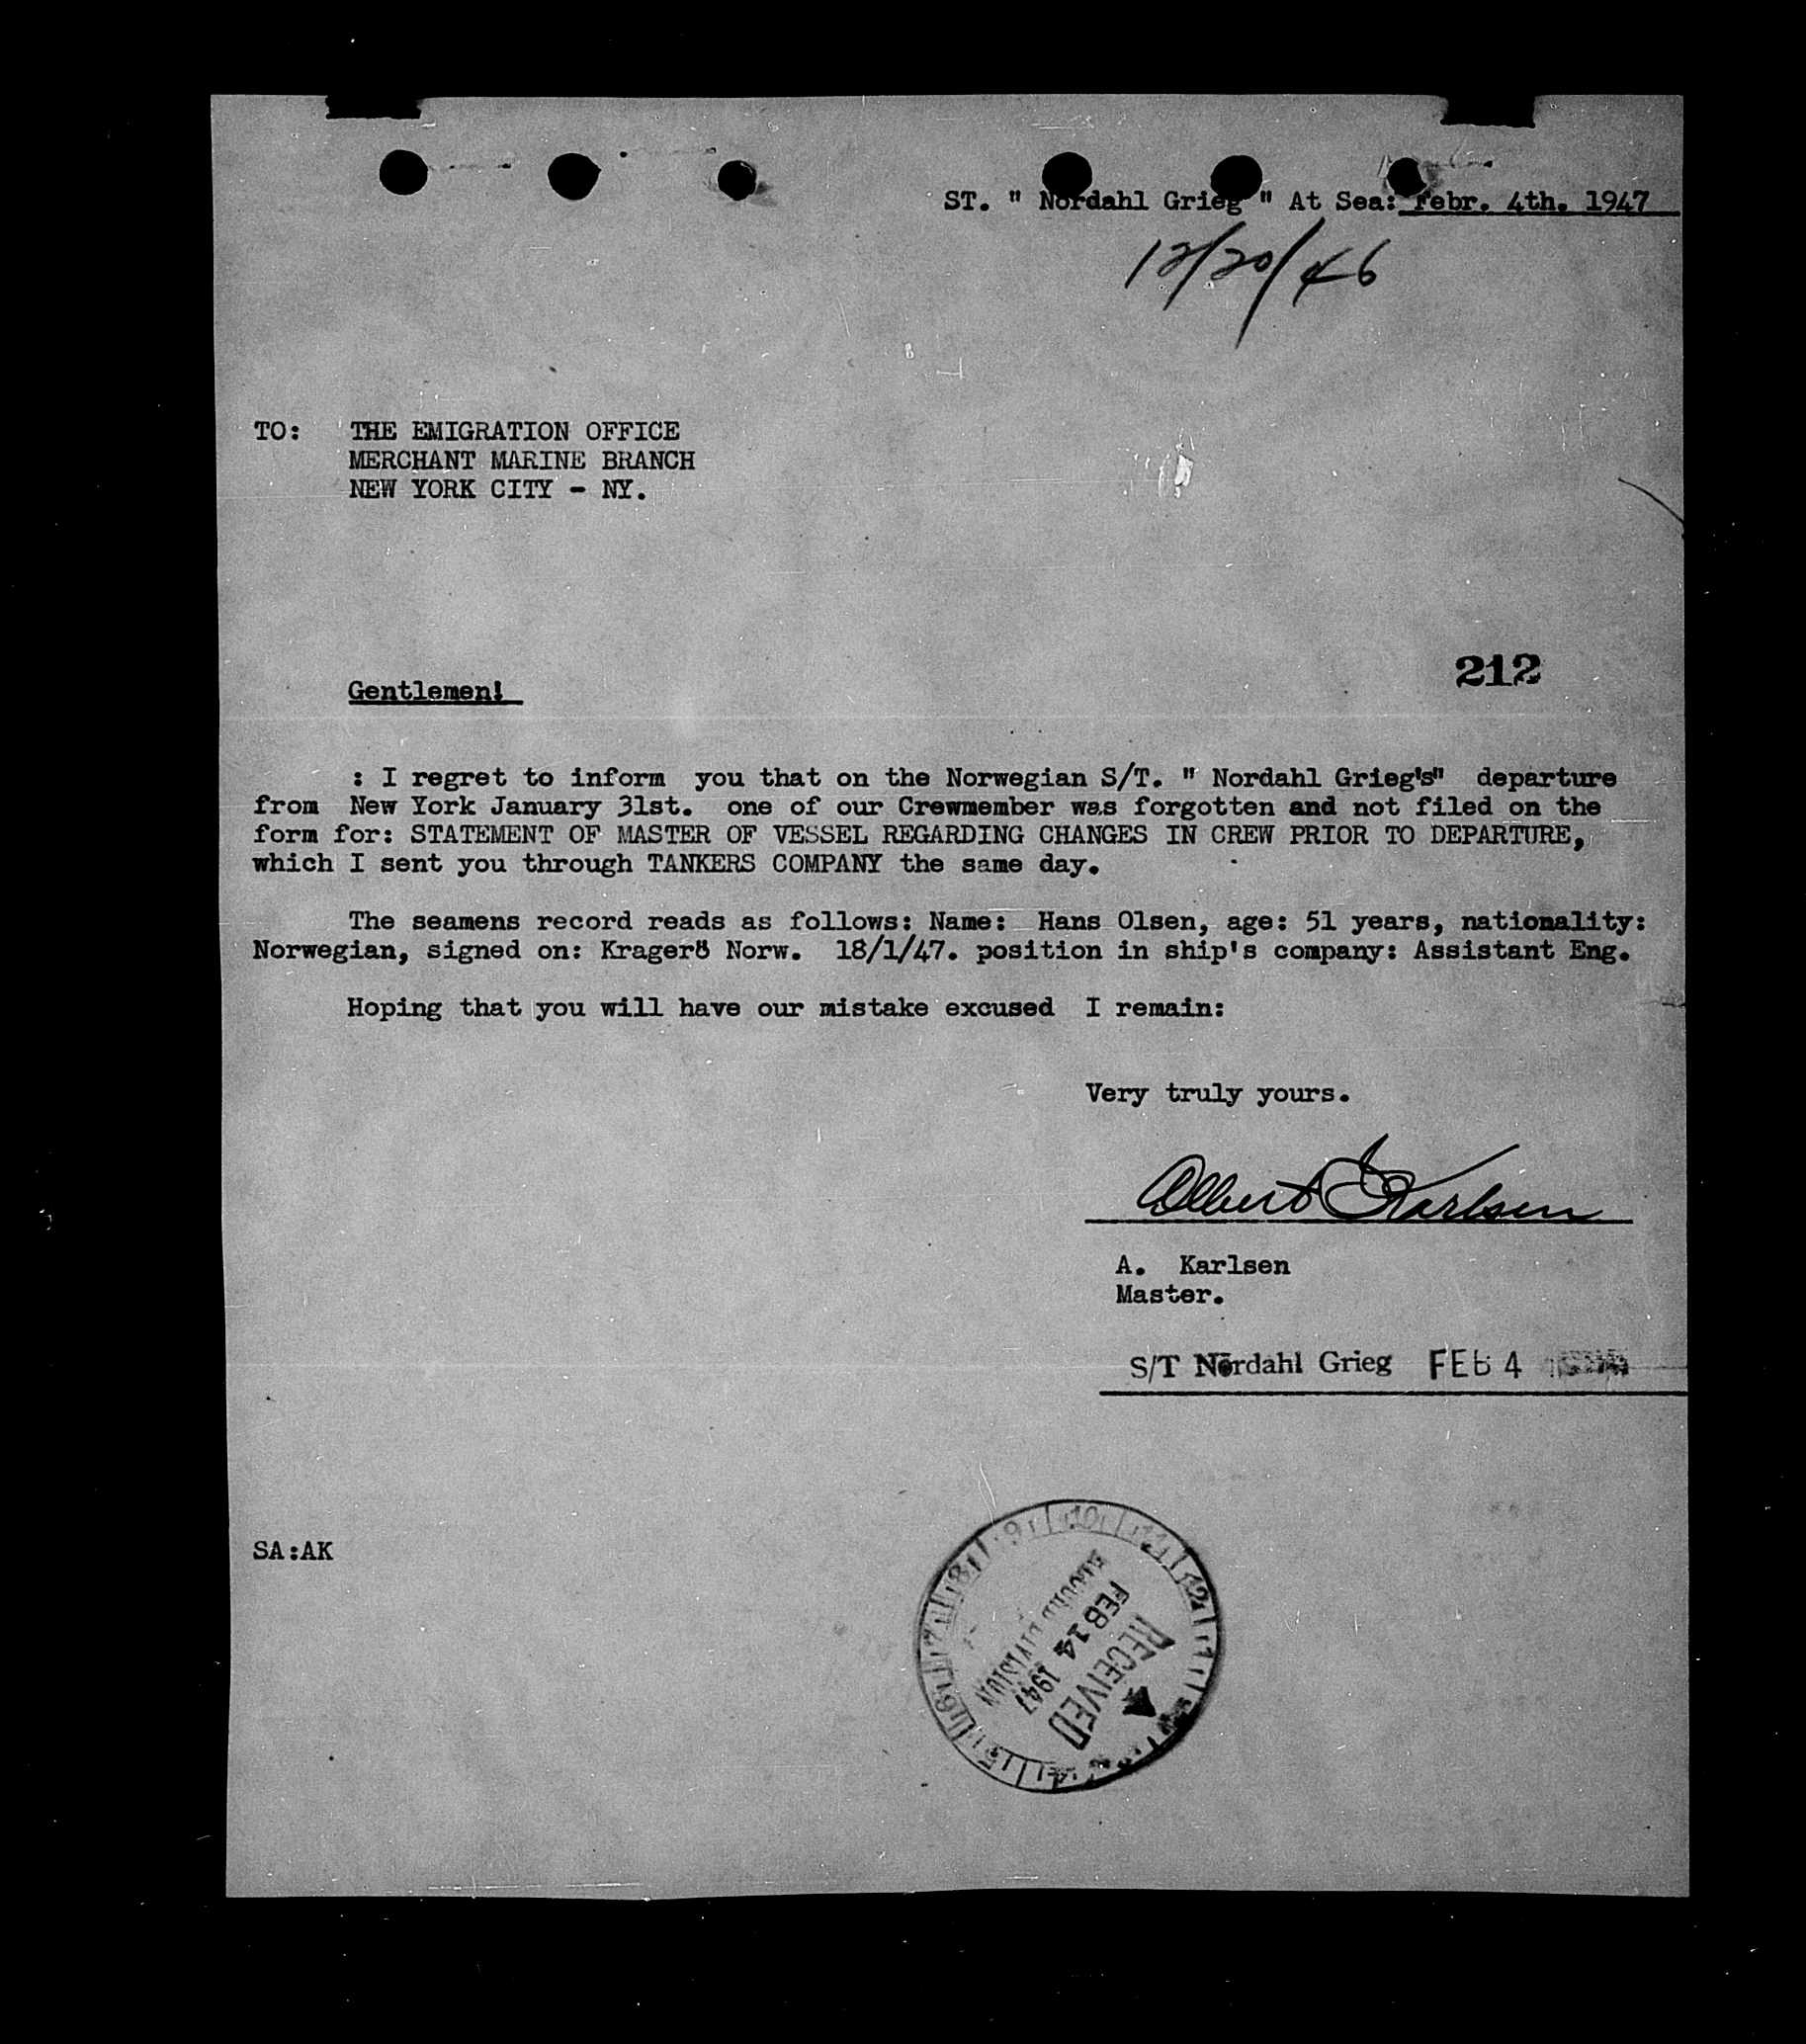 ST. " Nordahl Grieg " At Sea: Febr. 4th. 1947
12/20/46
TO: THE EMIGRATION OFFICE
MERCHANT MARINE BRANCH
NEW YORK CITY - NY.
212
Gentlemen!
: I regret to inform you that on the Norwegian S/T. " Nordahl Grieg's" departure
from New York January 31st. one of our Crewmember was forgotten and not filed on the
form for: STATEMENT OF MASTER OF VESSEL REGARDING CHANGES IN CREW PRIOR TO DEPARTURE,
which I sent you through TANKERS COMPANY the same day.
The seamens record reads as follows: Name: Hans Olsen, age: 51 years, nationality:
Norwegian, signed on: Kragerö Norw. 18/1/47. position in ship's company: Assistant Eng.
Hoping that you will have our mistake excused I remain:
Very truly yours.
Albert Karlsen
A. Karlsen
Master.
S/T Nordahl Grieg FEB 4
SA:AK
RECEIVED
FEB 14 1947
DIVISION